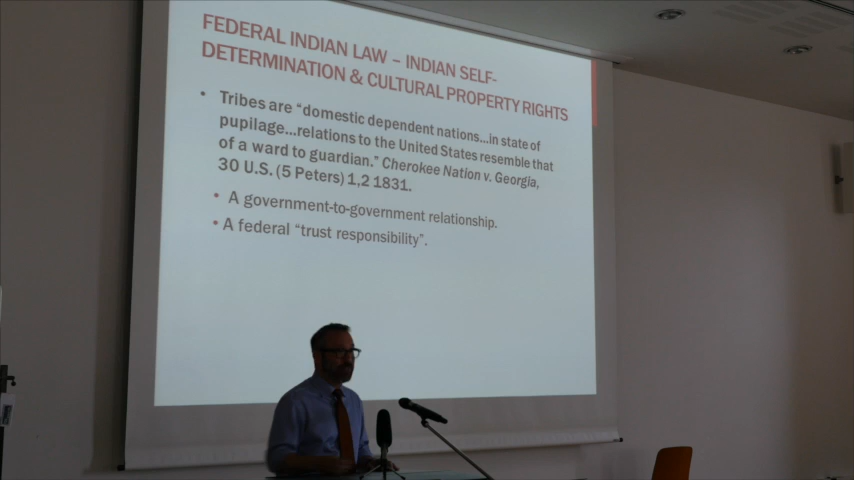 FEDERAL INDIAN LAW – INDIAN SELF-
DETERMINATION & CULTURAL PROPERTY RIGHTS
• Tribes are “domestic dependent nations...in state of
pupilage...relations to the United States resemble that
of a ward to guardian.” Cherokee Nation v. Georgia,
30 U.S. (5 Peters) 1,2 1831.
• A government-to-government relationship.
• A federal “trust responsibility”.